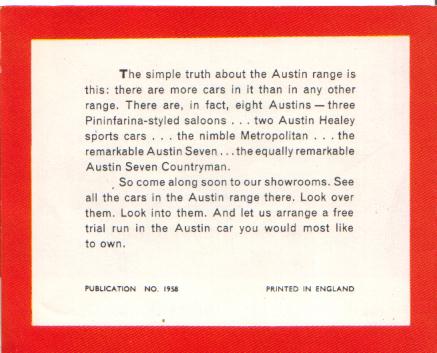 The simple truth about the Austin range is
this: there are more cars in it than in any other
range. There are, in fact, eight Austins — three
Pininfarina-styled saloons . . . two Austin Healey
sports cars . . . the nimble Metropolitan . . . the
remarkable Austin Seven . . . the equally remarkable
Austin Seven Countryman.
So come along soon to our showrooms. See
all the cars in the Austin range there. Look over
them. Look into them. And let us arrange a free
trial run in the Austin car you would most like
to own.
PUBLICATION NO. 1958 PRINTED IN ENGLAND